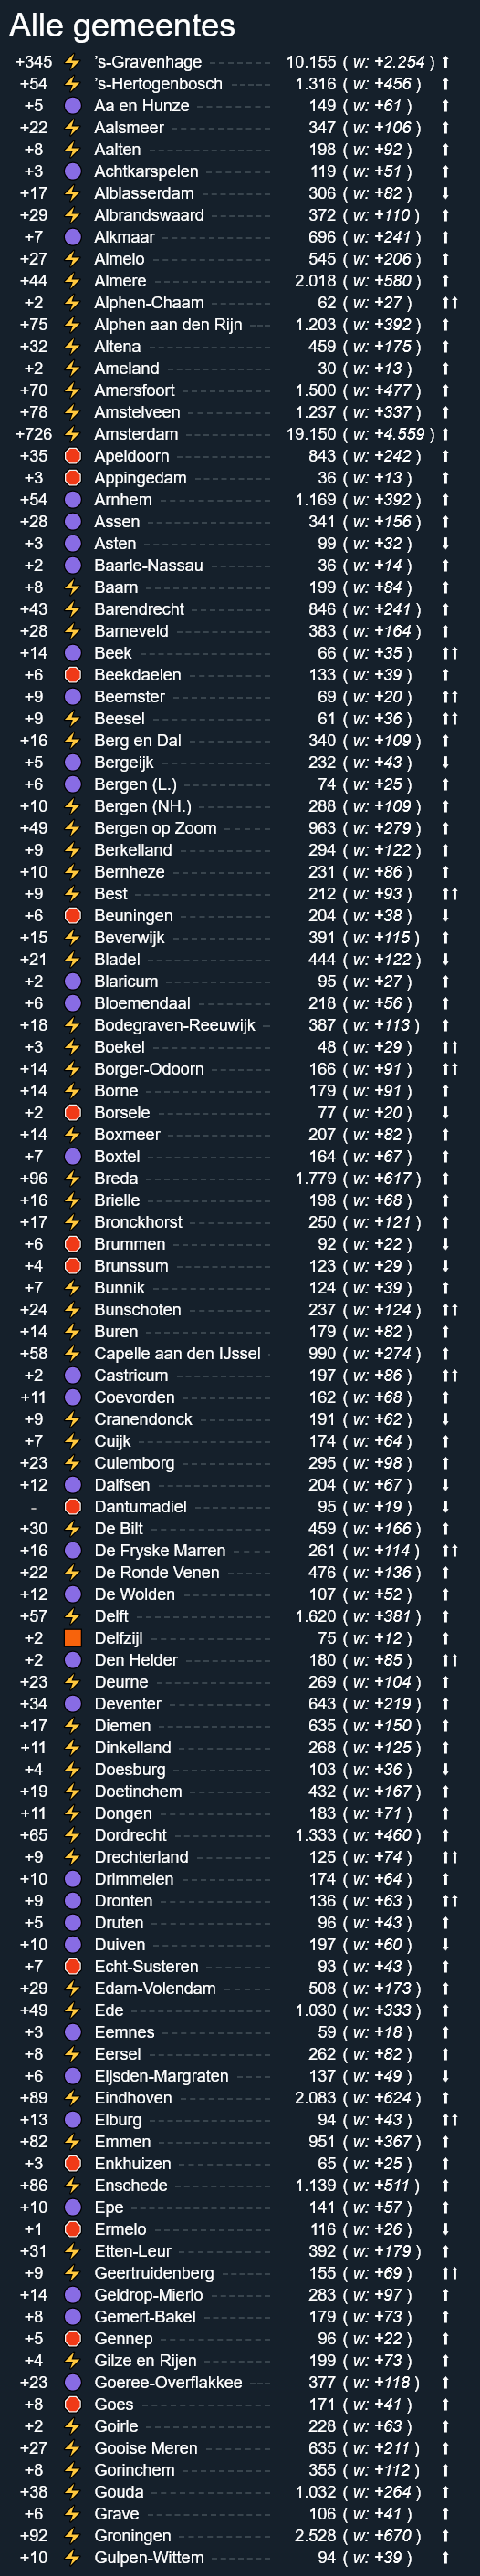 Alle gemeentes
+345 ⚡ 's-Gravenhage 10.155 ( w: +2.254 ) ⬆
+54 ⚡ 's-Hertogenbosch 1.316 ( w: +456 ) ⬆
+5 Aa en Hunze 149 ( w: +61 ) ⬆
+22 ⚡ Aalsmeer 347 ( w: +106 ) ⬆
+8 ⚡ Aalten 198 ( w: +92 ) ⬆
+3 Achtkarspelen 119 ( w: +51 ) ⬆
+17 ⚡ Alblasserdam 306 ( w: +82 ) ⬇
+29 ⚡ Albrandswaard 372 ( w: +110 ) ⬆
+7 Alkmaar 696 ( w: +241 ) ⬆
+27 ⚡ Almelo 545 ( w: +206 ) ⬆
+44 ⚡ Almere 2.018 ( w: +580 ) ⬆
+2 ⚡ Alphen-Chaam 62 ( w: +27 ) ⬆⬆
+75 ⚡ Alphen aan den Rijn 1.203 ( w: +392 ) ⬆
+32 ⚡ Altena 459 ( w: +175 ) ⬆
+2 ⚡ Ameland 30 ( w: +13 ) ⬆
+70 ⚡ Amersfoort 1.500 ( w: +477 ) ⬆
+78 ⚡ Amstelveen 1.237 ( w: +337 ) ⬆
+726 ⚡ Amsterdam 19.150 ( w: +4.559 ) ⬆
+35 Apeldoorn 843 ( w: +242 ) ⬆
+3 Appingedam 36 ( w: +13 ) ⬆
+54 Arnhem 1.169 ( w: +392 ) ⬆
+28 Assen 341 ( w: +156 ) ⬆
+3 Asten 99 ( w: +32 ) ⬇
+2 Baarle-Nassau 36 ( w: +14 ) ⬆
+8 ⚡ Baarn 199 ( w: +84 ) ⬆
+43 ⚡ Barendrecht 846 ( w: +241 ) ⬆
+28 ⚡ Barneveld 383 ( w: +164 ) ⬆
+14 Beek 66 ( w: +35 ) ⬆⬆
+6 Beekdaelen 133 ( w: +39 ) ⬆
+9 Beemster 69 ( w: +20 ) ⬆⬆
+9 ⚡ Beesel 61 ( w: +36 ) ⬆⬆
+16 ⚡ Berg en Dal 340 ( w: +109 ) ⬆
+5 Bergeijk 232 ( w: +43 ) ⬇
+6 Bergen (L.) 74 ( w: +25 ) ⬆
+10 ⚡ Bergen (NH.) 288 ( w: +109 ) ⬆
+49 ⚡ Bergen op Zoom 963 ( w: +279 ) ⬆
+9 ⚡ Berkelland 294 ( w: +122 ) ⬆
+10 ⚡ Bernheze 231 ( w: +86 ) ⬆
+9 ⚡ Best 212 ( w: +93 ) ⬆⬆
+6 Beuningen 204 ( w: +38 ) ⬇
+15 ⚡ Beverwijk 391 ( w: +115 ) ⬆
+21 ⚡ Bladel 444 ( w: +122 ) ⬇
+2 Blaricum 95 ( w: +27 ) ⬆
+6 Bloemendaal 218 ( w: +56 ) ⬆
+18 ⚡ Bodegraven-Reeuwijk 387 ( w: +113 ) ⬆
+3 ⚡ Boekel 48 ( w: +29 ) ⬆⬆
+14 ⚡ Borger-Odoorn 166 ( w: +91 ) ⬆⬆
+14 ⚡ Borne 179 ( w: +91 ) ⬆
+2 Borsele 77 ( w: +20 ) ⬇
+14 ⚡ Boxmeer 207 ( w: +82 ) ⬆
+7 Boxtel 164 ( w: +67 ) ⬆
+96 ⚡ Breda 1.779 ( w: +617 ) ⬆
+16 ⚡ Brielle 198 ( w: +68 ) ⬆
+17 ⚡ Bronckhorst 250 ( w: +121 ) ⬆
+6 Brummen 92 ( w: +22 ) ⬇
+4 Brunssum 123 ( w: +29 ) ⬇
+7 ⚡ Bunnik 124 ( w: +39 ) ⬆
+24 ⚡ Bunschoten 237 ( w: +124 ) ⬆⬆
+14 ⚡ Buren 179 ( w: +82 ) ⬆
+58 ⚡ Capelle aan den IJssel 990 ( w: +274 ) ⬆
+2 Castricum 197 ( w: +86 ) ⬆⬆
+11 Coevorden 162 ( w: +68 ) ⬆
+9 ⚡ Cranendonck 191 ( w: +62 ) ⬇
+7 ⚡ Cuijk 174 ( w: +64 ) ⬆
+23 ⚡ Culemborg 295 ( w: +98 ) ⬆
+12 Dalfsen 204 ( w: +67 ) ⬇
- Dantumadiel 95 ( w: +19 ) ⬇
+30 ⚡ De Bilt 459 ( w: +166 ) ⬆
+16 De Fryske Marren 261 ( w: +114 ) ⬆⬆
+22 ⚡ De Ronde Venen 476 ( w: +136 ) ⬆
+12 De Wolden 107 ( w: +52 ) ⬆
+57 ⚡ Delft 1.620 ( w: +381 ) ⬆
+2 Delfzijl 75 ( w: +12 ) ⬆
+2 Den Helder 180 ( w: +85 ) ⬆⬆
+23 ⚡ Deurne 269 ( w: +104 ) ⬆
+34 Deventer 643 ( w: +219 ) ⬆
+17 ⚡ Diemen 635 ( w: +150 ) ⬆
+11 ⚡ Dinkelland 268 ( w: +125 ) ⬆
+4 ⚡ Doesburg 103 ( w: +36 ) ⬇
+19 ⚡ Doetinchem 432 ( w: +167 ) ⬆
+11 ⚡ Dongen 183 ( w: +71 ) ⬆
+65 ⚡ Dordrecht 1.333 ( w: +460 ) ⬆
+9 ⚡ Drechterland 125 ( w: +74 ) ⬆⬆
+10 Drimmelen 174 ( w: +64 ) ⬆
+9 Dronten 136 ( w: +63 ) ⬆⬆
+5 Druten 96 ( w: +43 ) ⬆
+10 Duiven 197 ( w: +60 ) ⬇
+7 Echt-Susteren 93 ( w: +43 ) ⬆
+29 ⚡ Edam-Volendam 508 ( w: +173 ) ⬆
+49 ⚡ Ede 1.030 ( w: +333 ) ⬆
+3 Eemnes 59 ( w: +18 ) ⬆
+8 ⚡ Eersel 262 ( w: +82 ) ⬆
+6 Eijsden-Margraten 137 ( w: +49 ) ⬇
+89 ⚡ Eindhoven 2.083 ( w: +624 ) ⬆
+13 Elburg 94 ( w: +43 ) ⬆⬆
+82 ⚡ Emmen 951 ( w: +367 ) ⬆
+3 Enkhuizen 65 ( w: +25 ) ⬆
+86 ⚡ Enschede 1.139 ( w: +511 ) ⬆
+10 Epe 141 ( w: +57 ) ⬆
+1 Ermelo 116 ( w: +26 ) ⬇
+31 ⚡ Etten-Leur 392 ( w: +179 ) ⬆
+9 ⚡ Geertruidenberg 155 ( w: +69 ) ⬆⬆
+14 Geldrop-Mierlo 283 ( w: +97 ) ⬆
+8 Gemert-Bakel 179 ( w: +73 ) ⬆
+5 Gennep 96 ( w: +22 ) ⬆
+4 ⚡ Gilze en Rijen 199 ( w: +73 ) ⬆
+23 Goeree-Overflakkee 377 ( w: +118 ) ⬆
+8 Goes 171 ( w: +41 ) ⬆
+2 ⚡ Goirle 228 ( w: +63 ) ⬆
+27 ⚡ Gooise Meren 635 ( w: +211 ) ⬆
+8 ⚡ Gorinchem 355 ( w: +112 ) ⬆
+38 ⚡ Gouda 1.032 ( w: +264 ) ⬆
+6 ⚡ Grave 106 ( w: +41 ) ⬆
+92 ⚡ Groningen 2.528 ( w: +670 ) ⬆
+10 ⚡ Gulpen-Wittem 94 ( w: +39 ) ⬆